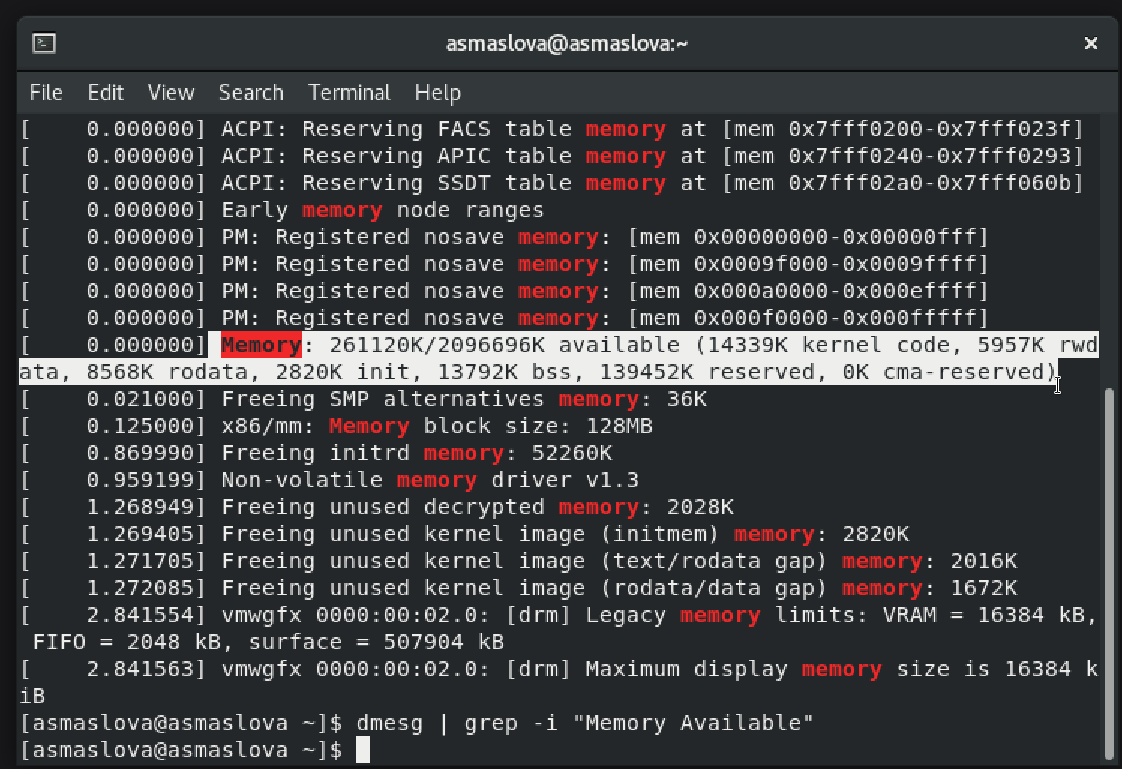 asmaslova@asmaslova:~
File Edit View Search Terminal Help
[    0.000000] ACPI: Reserving FACS table memory at [mem 0x7fff0200-0x7fff023f]
[    0.000000] ACPI: Reserving APIC table memory at [mem 0x7fff0240-0x7fff0293]
[    0.000000] ACPI: Reserving SSDT table memory at [mem 0x7fff02a0-0x7fff060b]
[    0.000000] Early memory node ranges
[    0.000000] PM: Registered nosave memory: [mem 0x00000000-0x00000fff]
[    0.000000] PM: Registered nosave memory: [mem 0x0009f000-0x0009ffff]
[    0.000000] PM: Registered nosave memory: [mem 0x000a0000-0x000effff]
[    0.000000] PM: Registered nosave memory: [mem 0x000f0000-0x000fffff]
[    0.000000] Memory: 261120K/2096696K available (14339K kernel code, 5957K rwd
ata, 8568K rodata, 2820K init, 13792K bss, 139452K reserved, 0K cma-reserved)
[    0.021000] Freeing SMP alternatives memory: 36K
[    0.125000] x86/mm: Memory block size: 128MB
[    0.869990] Freeing initrd memory: 52260K
[    0.959199] Non-volatile memory driver v1.3
[    1.268949] Freeing unused decrypted memory: 2028K
[    1.269405] Freeing unused kernel image (initmem) memory: 2820K
[    1.271705] Freeing unused kernel image (text/rodata gap) memory: 2016K
[    1.272085] Freeing unused kernel image (rodata/data gap) memory: 1672K
[    2.841554] vmwgfx 0000:00:02.0: [drm] Legacy memory limits: VRAM = 16384 kB,
 FIFO = 2048 kB, surface = 507904 kB
[    2.841563] vmwgfx 0000:00:02.0: [drm] Maximum display memory size is 16384 k
iB
[asmaslova@asmaslova ~]$ dmesg | grep -i "Memory Available"
[asmaslova@asmaslova ~]$